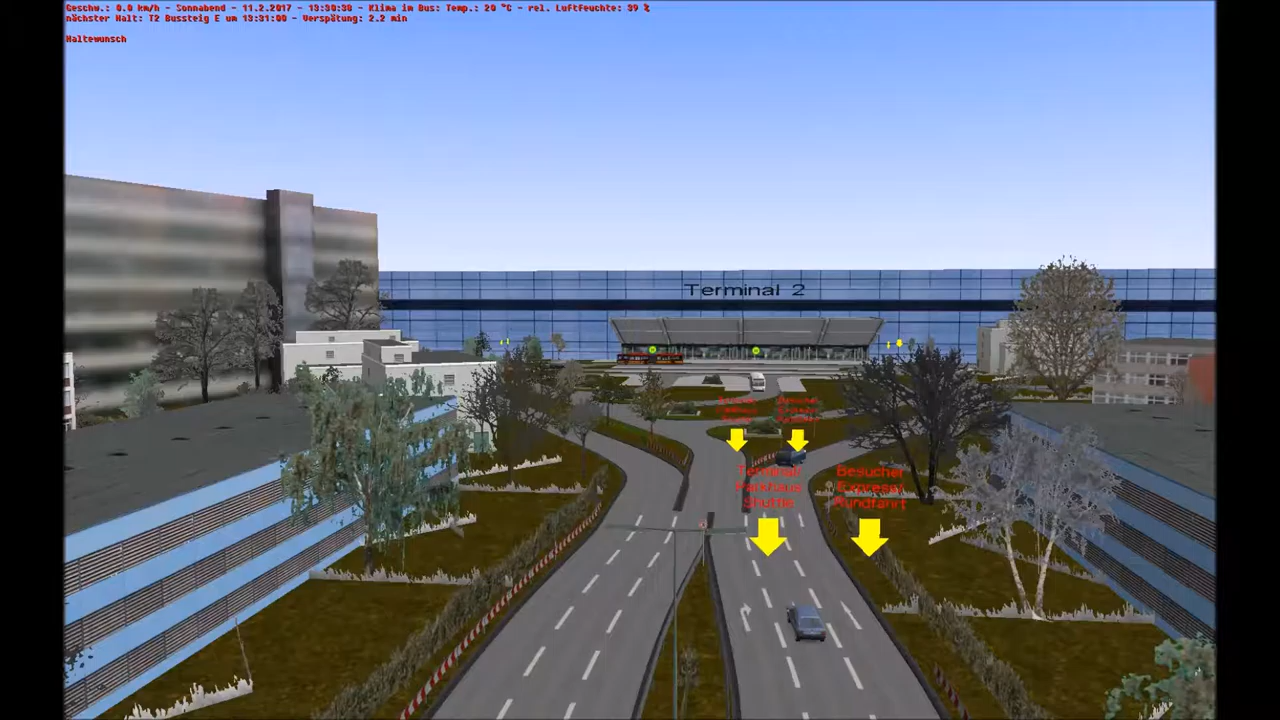 Geschw.: 0.0 km/h - Sonnabend - 11.2.2017 - 13:30:38 - Klima im Bus: Temp.: 20 °C - rel. Luftfeuchte: 39 %
nächster Halt: T2 Bussteig E um 13:31:00 - Verspätung: 2.2 min
Haltewunsch
Terminal 2
Terminal
Parkhaus
Shuttle
Besucher
Express
Rundfahrt